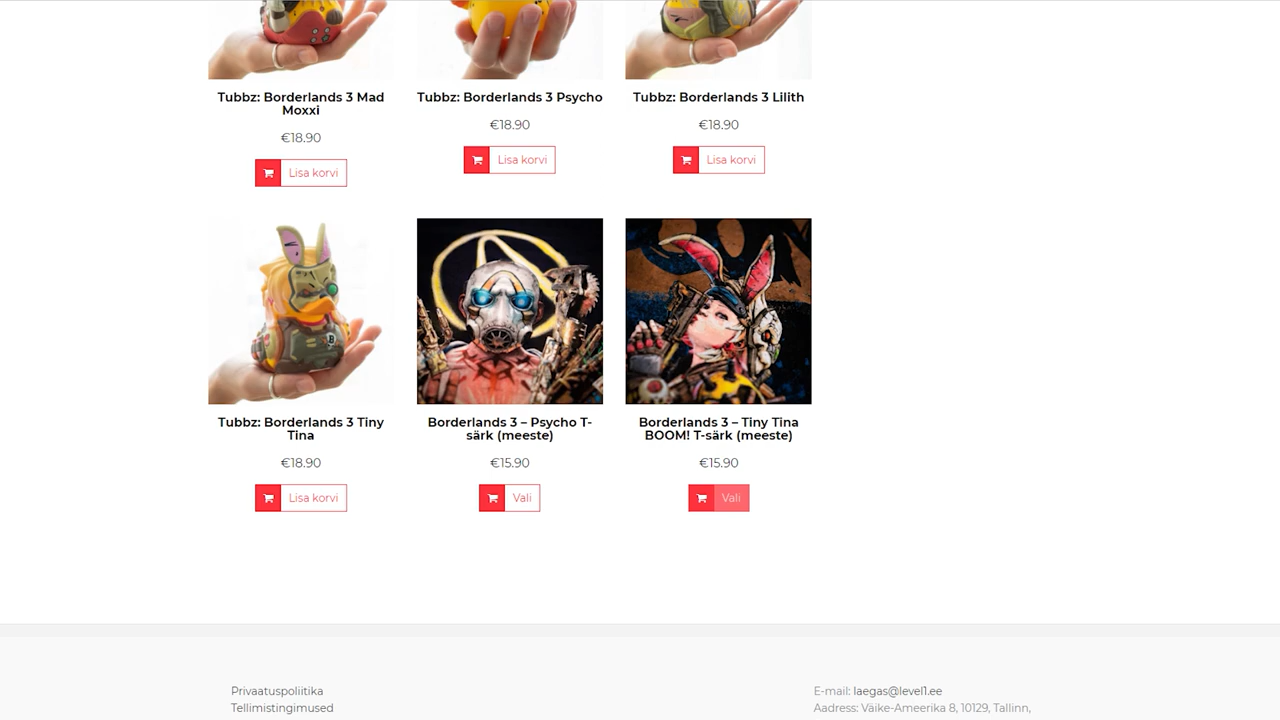 Tubbz: Borderlands 3 Mad
Moxxi
€18.90
Lisa korvi
Tubbz: Borderlands 3 Psycho
€18.90
Lisa korvi
Tubbz: Borderlands 3 Lilith
€18.90
Lisa korvi
Tubbz: Borderlands 3 Tiny
Tina
€18.90
Lisa korvi
Borderlands 3 – Psycho T-
särk (meeste)
€15.90
Vali
Borderlands 3 – Tiny Tina
BOOM! T-särk (meeste)
€15.90
Vali
Privaatuspoliitika
Tellimistingimused
E-mail: laegas@level1.ee
Aadress: Väike-Ameerika 8, 10129, Tallinn,